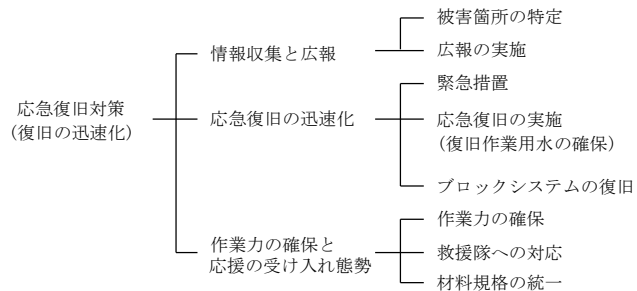 被害箇所の特定
情報収集と広報
広報の実施
緊急措置
応急復旧対策
(復旧の迅速化)
応急復旧の迅速化
応急復旧の実施
(復旧作業用水の確保)
ブロックシステムの復旧
作業力の確保と
応援の受け入れ態勢
作業力の確保
救援隊への対応
材料規格の統一